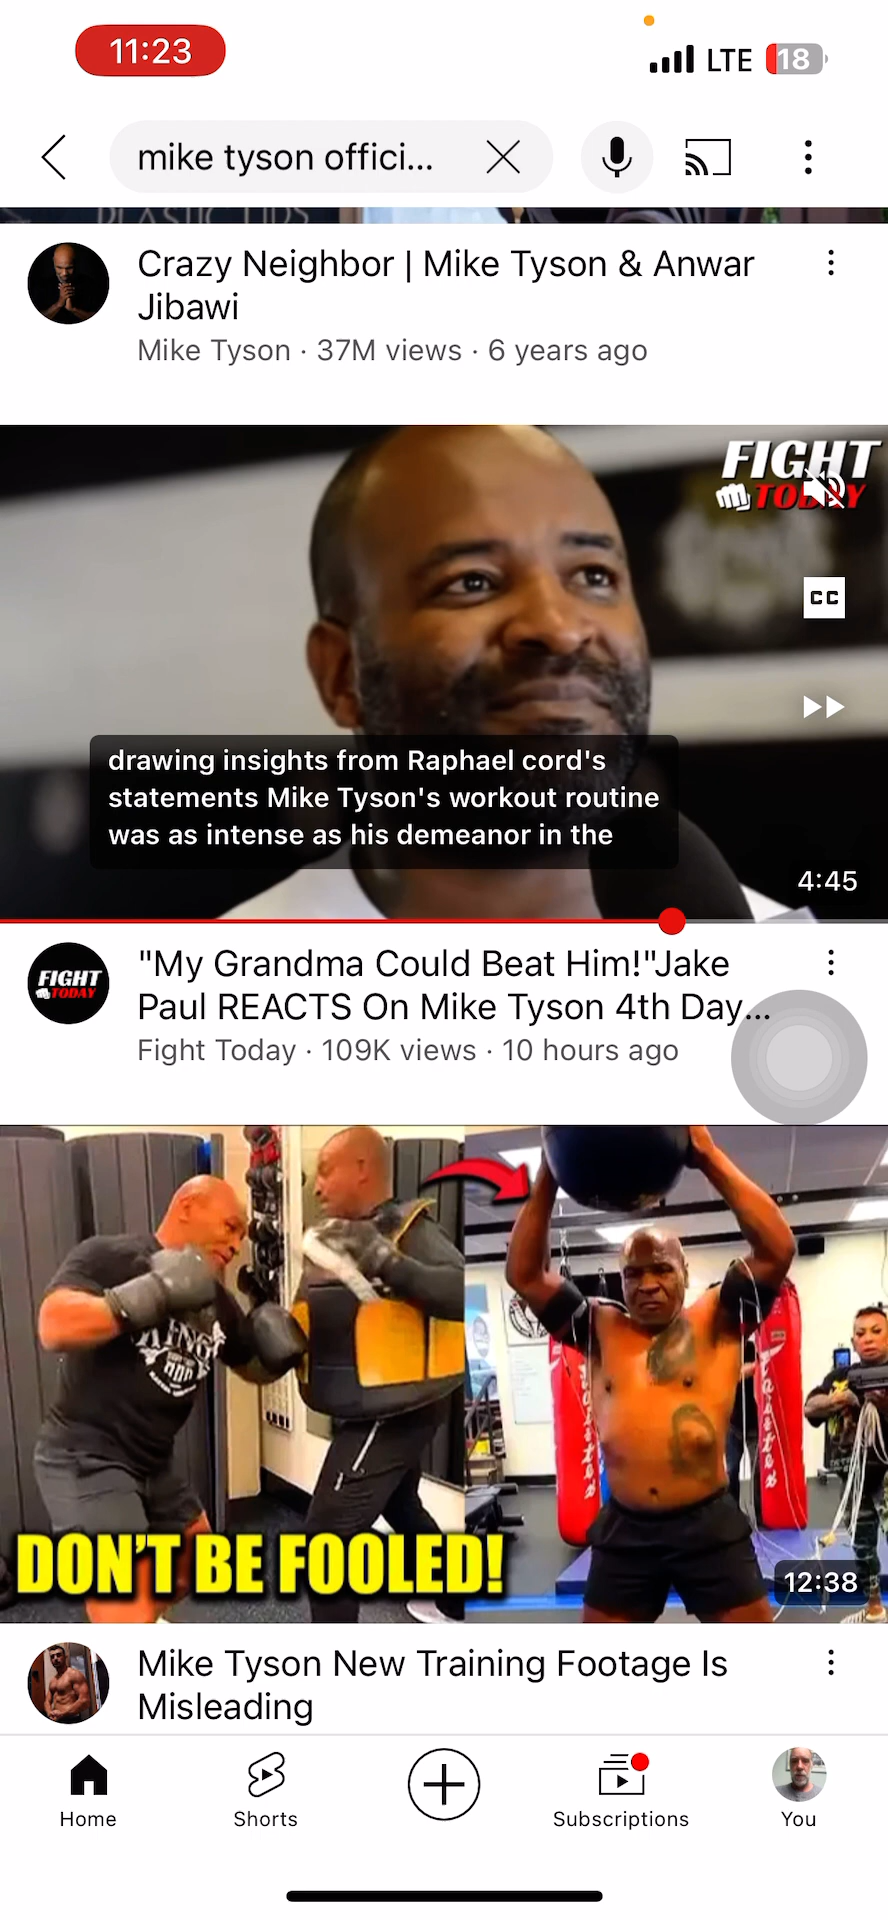 11:23
LTE 18
mike tyson offici...
PLASTIC LIDS
Crazy Neighbor | Mike Tyson & Anwar
Jibawi
Mike Tyson · 37M views · 6 years ago
FIGHT
TODAY
CC
drawing insights from Raphael cord's
statements Mike Tyson's workout routine
was as intense as his demeanor in the
4:45
FIGHT
TODAY
"My Grandma Could Beat Him!"Jake
Paul REACTS On Mike Tyson 4th Day...
Fight Today · 109K views · 10 hours ago
DON'T BE FOOLED!
12:38
Mike Tyson New Training Footage Is
Misleading
Home
Shorts
Subscriptions
You